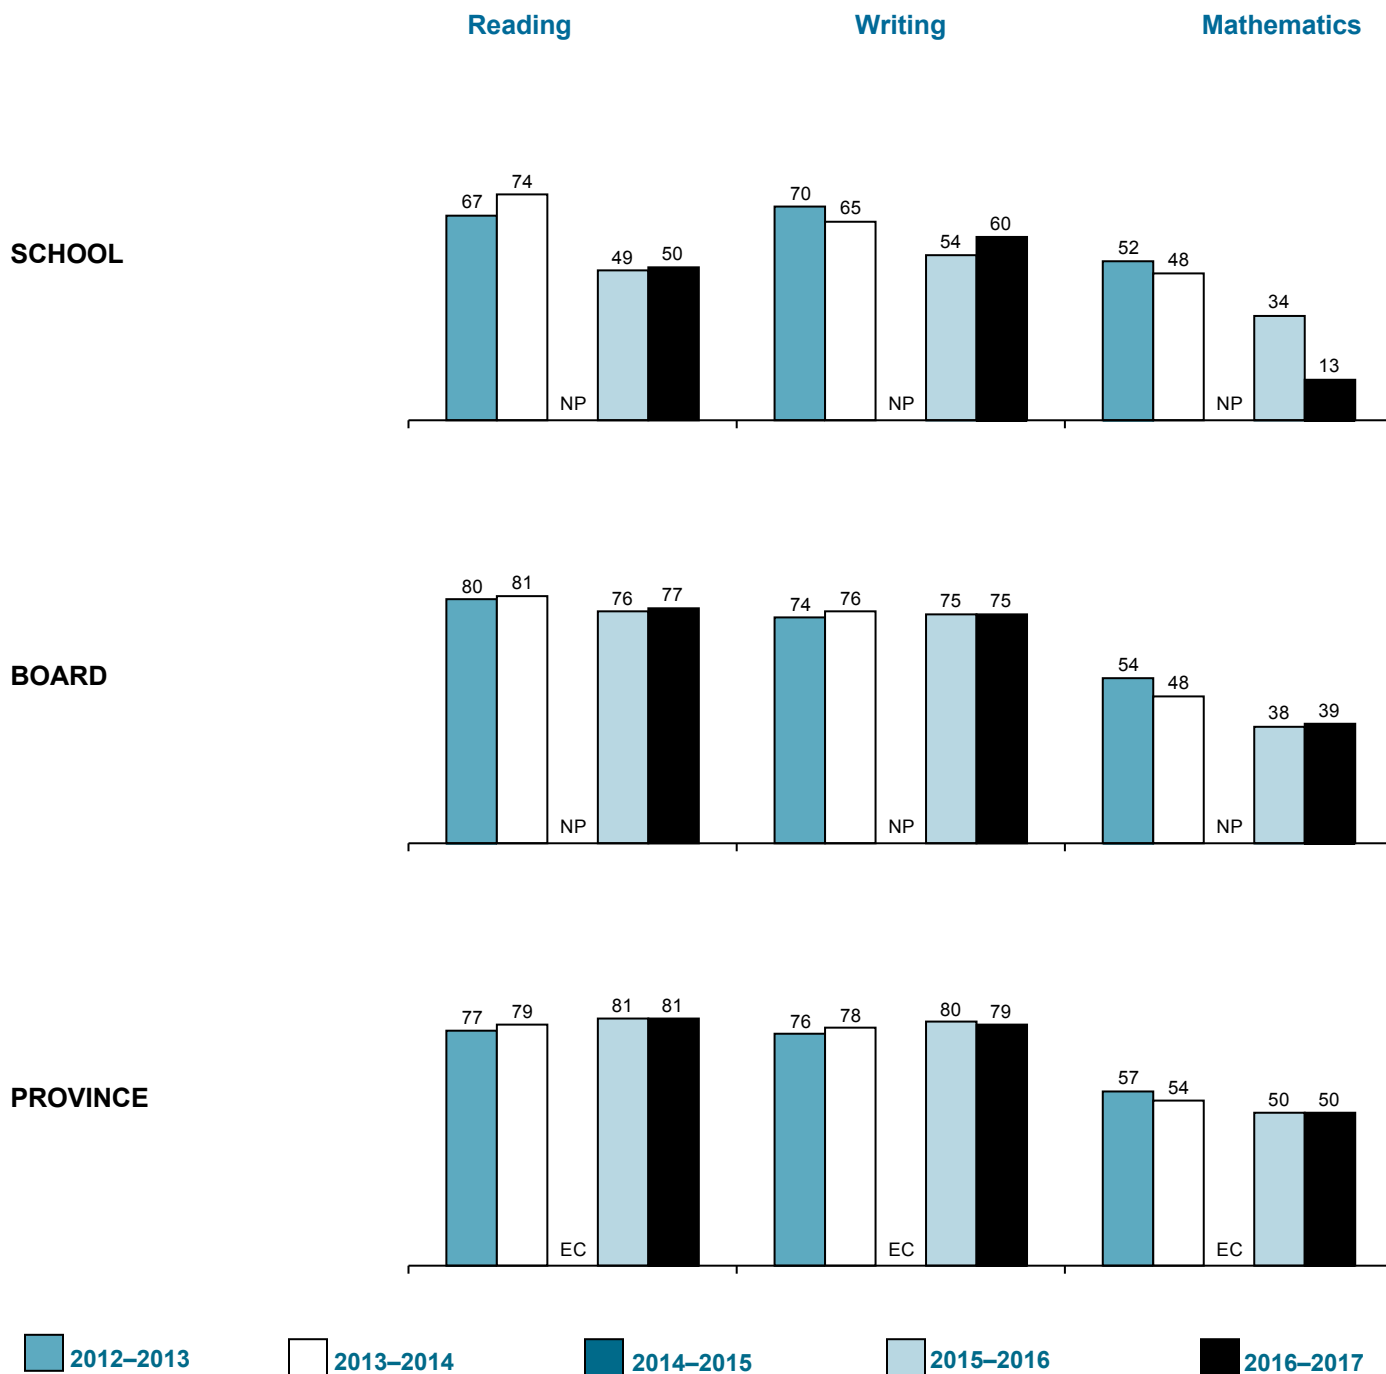 Reading Writing Mathematics
SCHOOL
67 74 NP 49 50 70 65 NP 54 60 52 48 NP 34 13
BOARD
80 81 NP 76 77 74 76 NP 75 75 54 48 NP 38 39
PROVINCE
77 79 EC 81 81 76 78 EC 80 79 57 54 EC 50 50
2012–2013 2013–2014 2014–2015 2015–2016 2016–2017